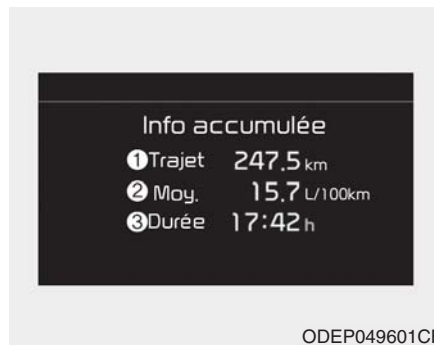 Info accumulée
①Trajet 247.5 km
② Moy. 15.7 L/100km
③Durée 17:42 h
ODEP049601CI